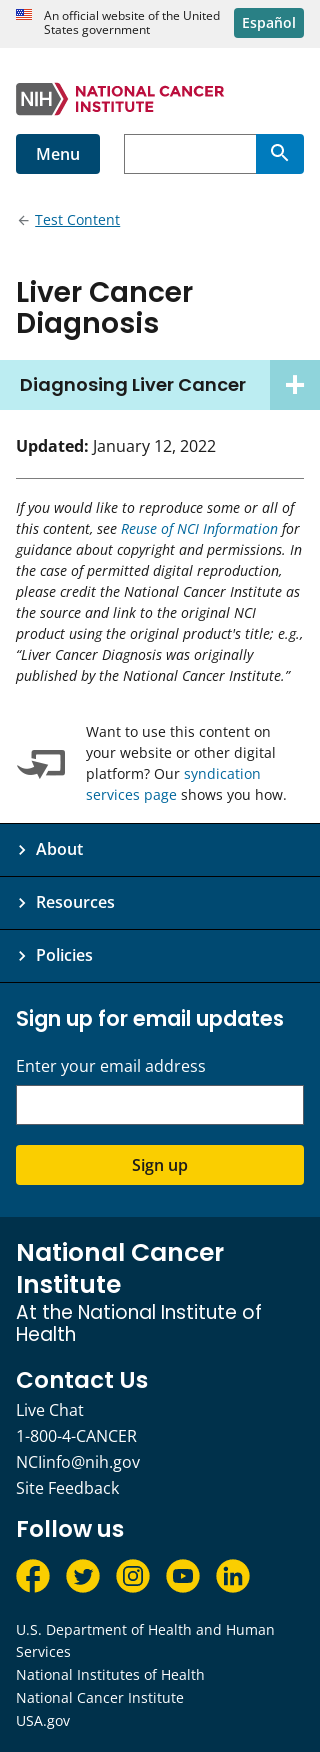 An official website of the United
States government
Español
NIH
NATIONAL CANCER
INSTITUTE
Menu
← Test Content
Liver Cancer
Diagnosis
Diagnosing Liver Cancer
Updated: January 12, 2022
If you would like to reproduce some or all of
this content, see Reuse of NCI Information for
guidance about copyright and permissions. In
the case of permitted digital reproduction,
please credit the National Cancer Institute as
the source and link to the original NCI
product using the original product's title; e.g.,
“Liver Cancer Diagnosis was originally
published by the National Cancer Institute.”
Want to use this content on
your website or other digital
platform? Our syndication
services page shows you how.
About
Resources
Policies
Sign up for email updates
Enter your email address
Sign up
National Cancer
Institute
At the National Institute of
Health
Contact Us
Live Chat
1-800-4-CANCER
NCIinfo@nih.gov
Site Feedback
Follow us
U.S. Department of Health and Human
Services
National Institutes of Health
National Cancer Institute
USA.gov